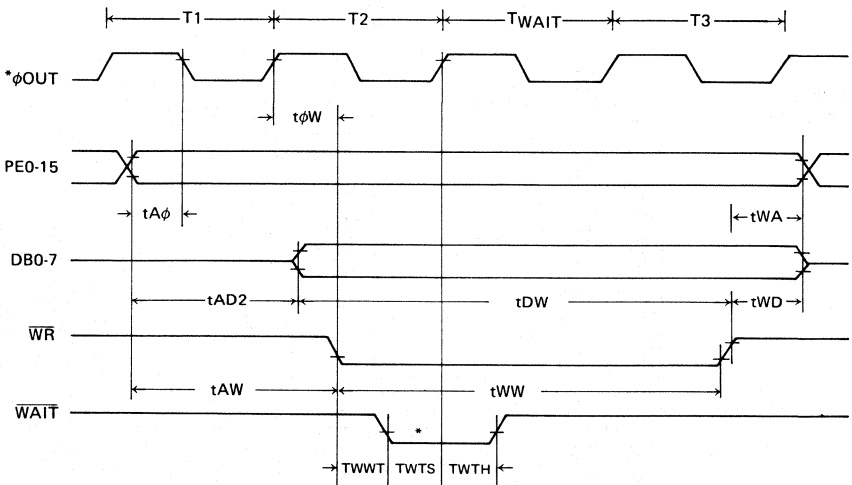 T1 T2 TWAIT T3
*φOUT
tφW
PE0-15
tAφ tWA
DB0-7
tAD2 tDW tWD
WR
tAW tWW
WAIT
*
TWWT TWTS TWTH